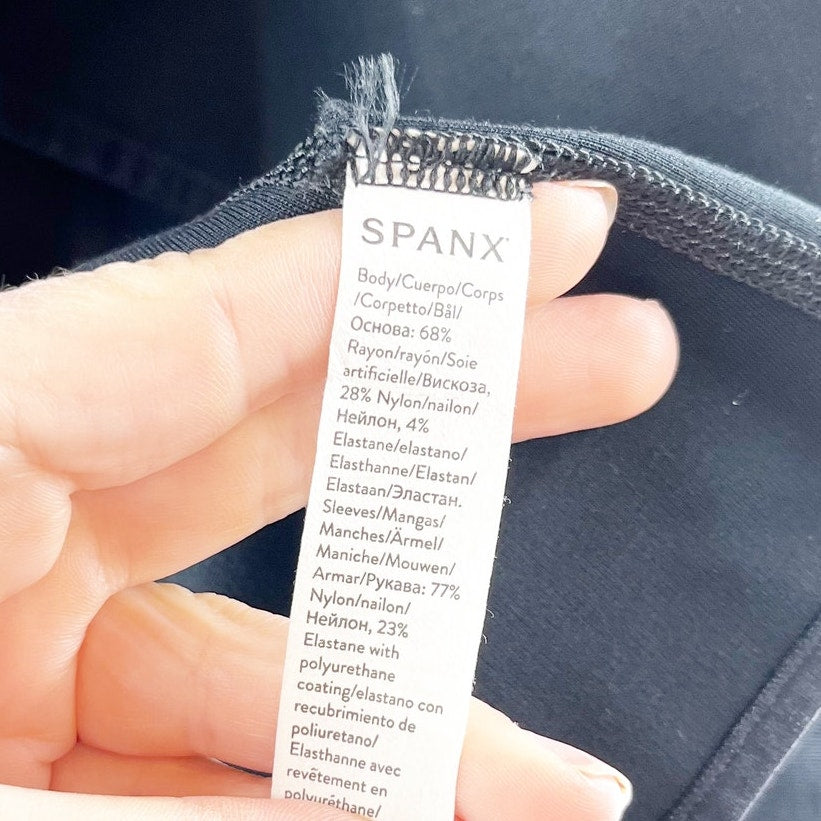 SPANX
Body/Cuerpo/Corps
/Corpetto/Bål/
Основа: 68%
Rayon/rayón/Soie
artificielle/Вискоза,
28% Nylon/nailon/
Нейлон, 4%
Elastane/elastano/
Elasthanne/Elastan/
Elastaan/Эластан.
Sleeves/Mangas/
Manches/Ärmel/
Maniche/Mouwen/
Armar/Рукава: 77%
Nylon/nailon/
Нейлон, 23%
Elastane with
polyurethane
coating/elastano con
recubrimiento de
poliuretano/
Elasthanne avec
revêtement en
polyuréthane/